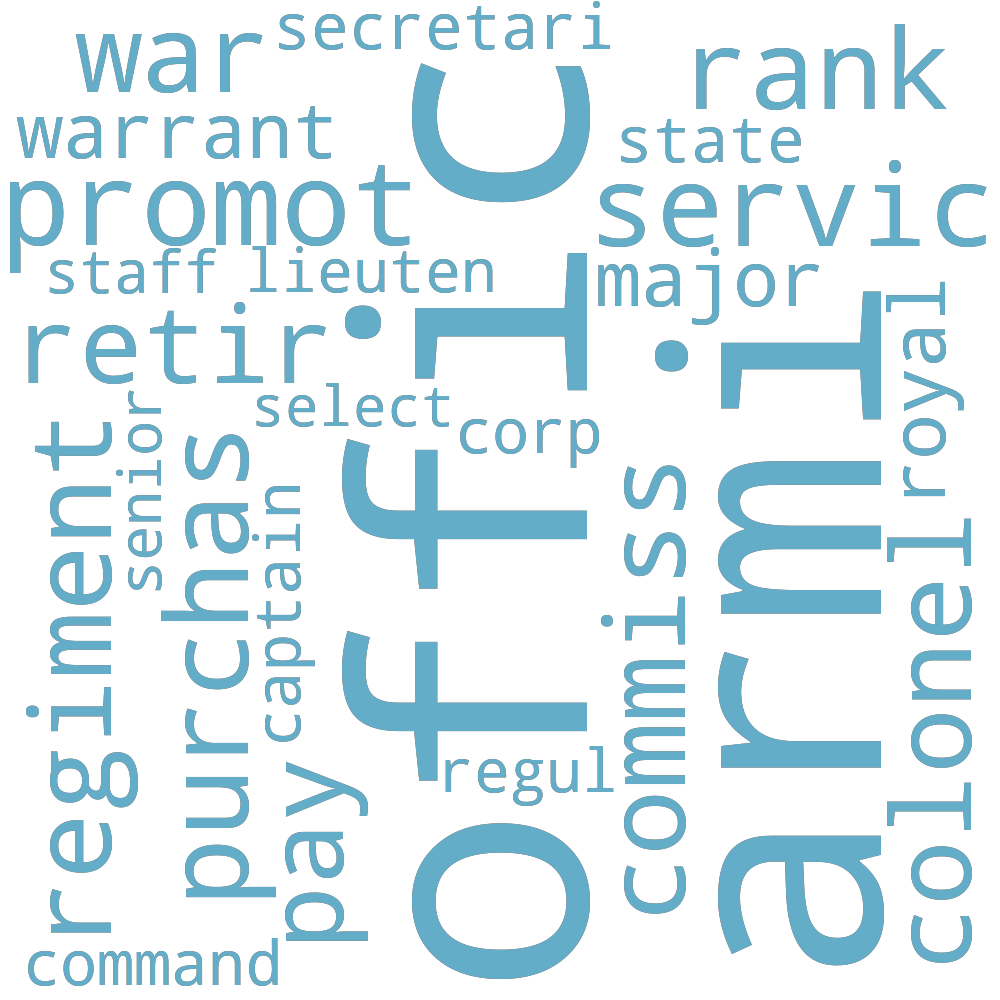 secretari
war
rank
warrant
state
promot
servic
staff
lieuten
major
retir
offic
armi
royal
select
corp
senior
regiment
purchas
captain
commiss
colonel
regul
pay
command